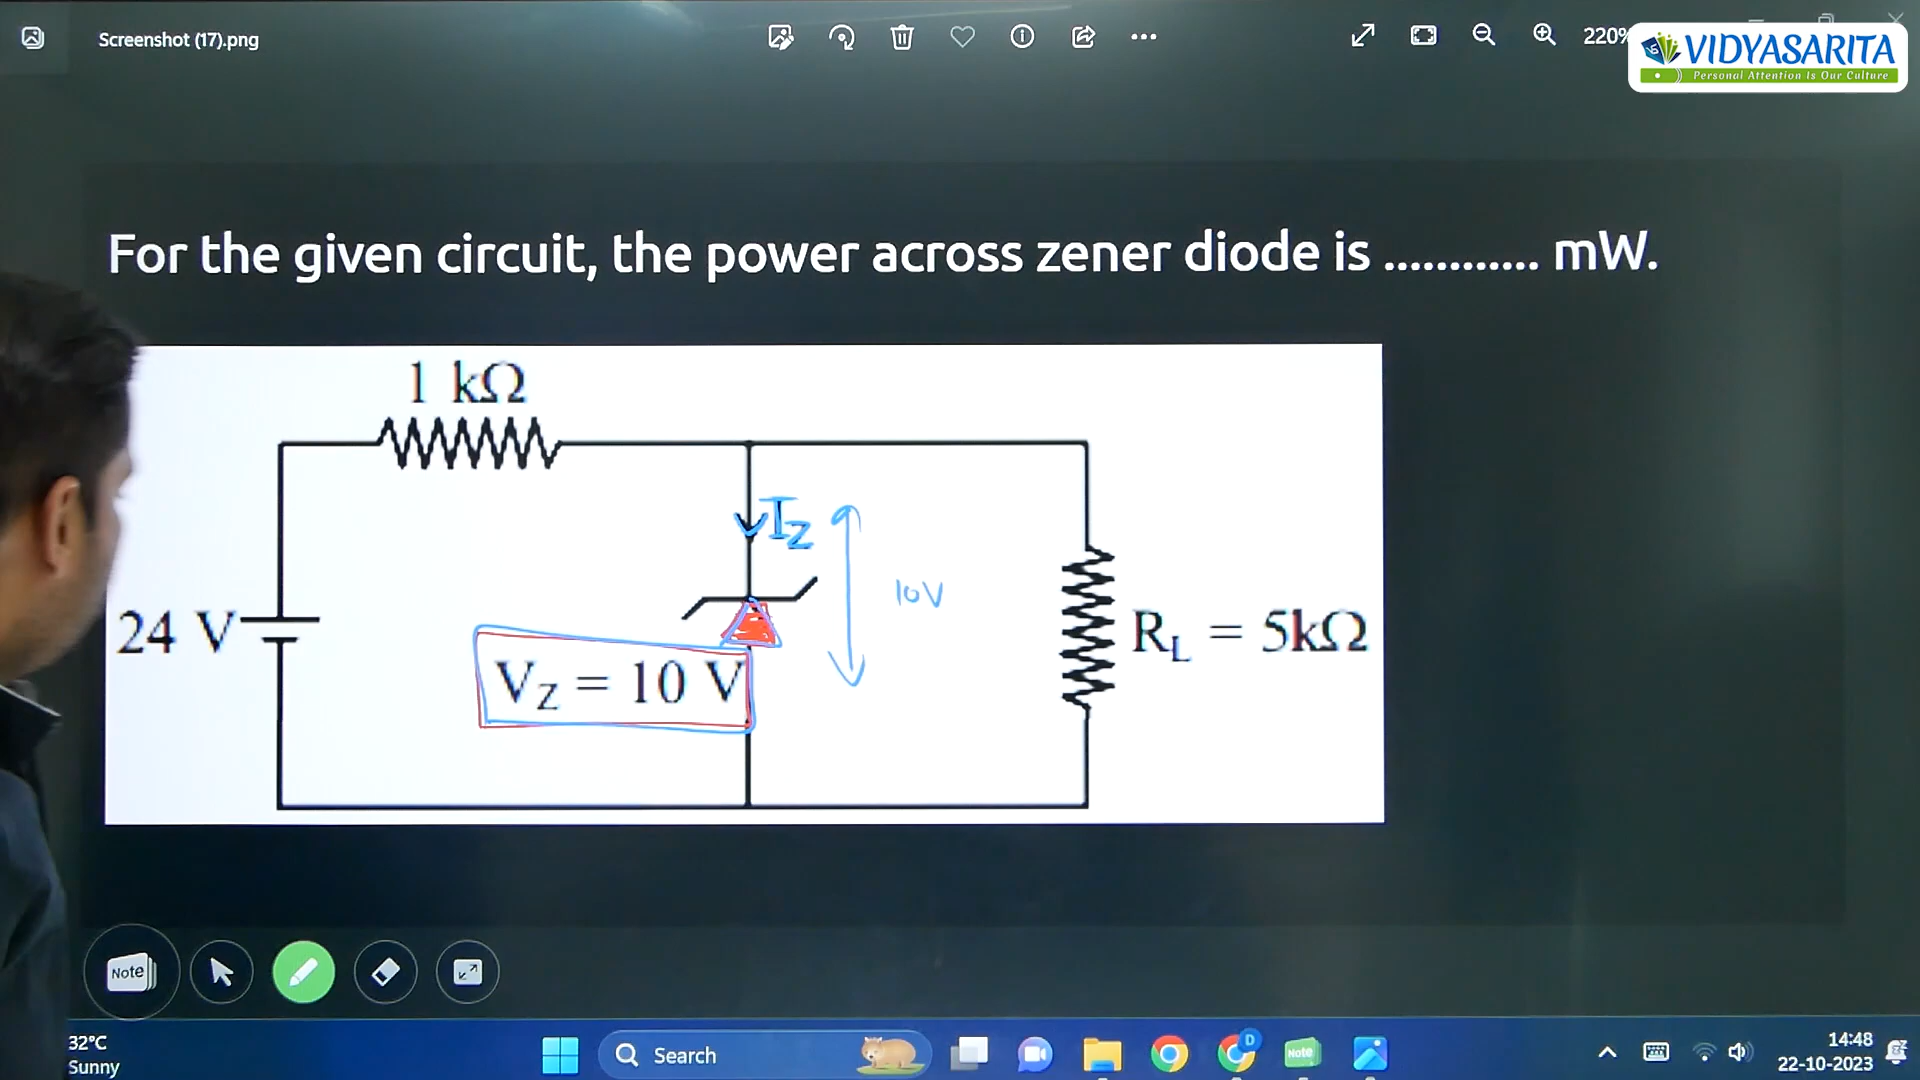 Screenshot (17).png
220%
VIDYASARITA
Personal Attention Is Our Culture
For the given circuit, the power across zener diode is ............ mW.
1 kΩ
IZ
10V
24 V
VZ = 10 V
RL = 5kΩ
Note
32°C
Sunny
Search
D
Note
14:48
22-10-2023